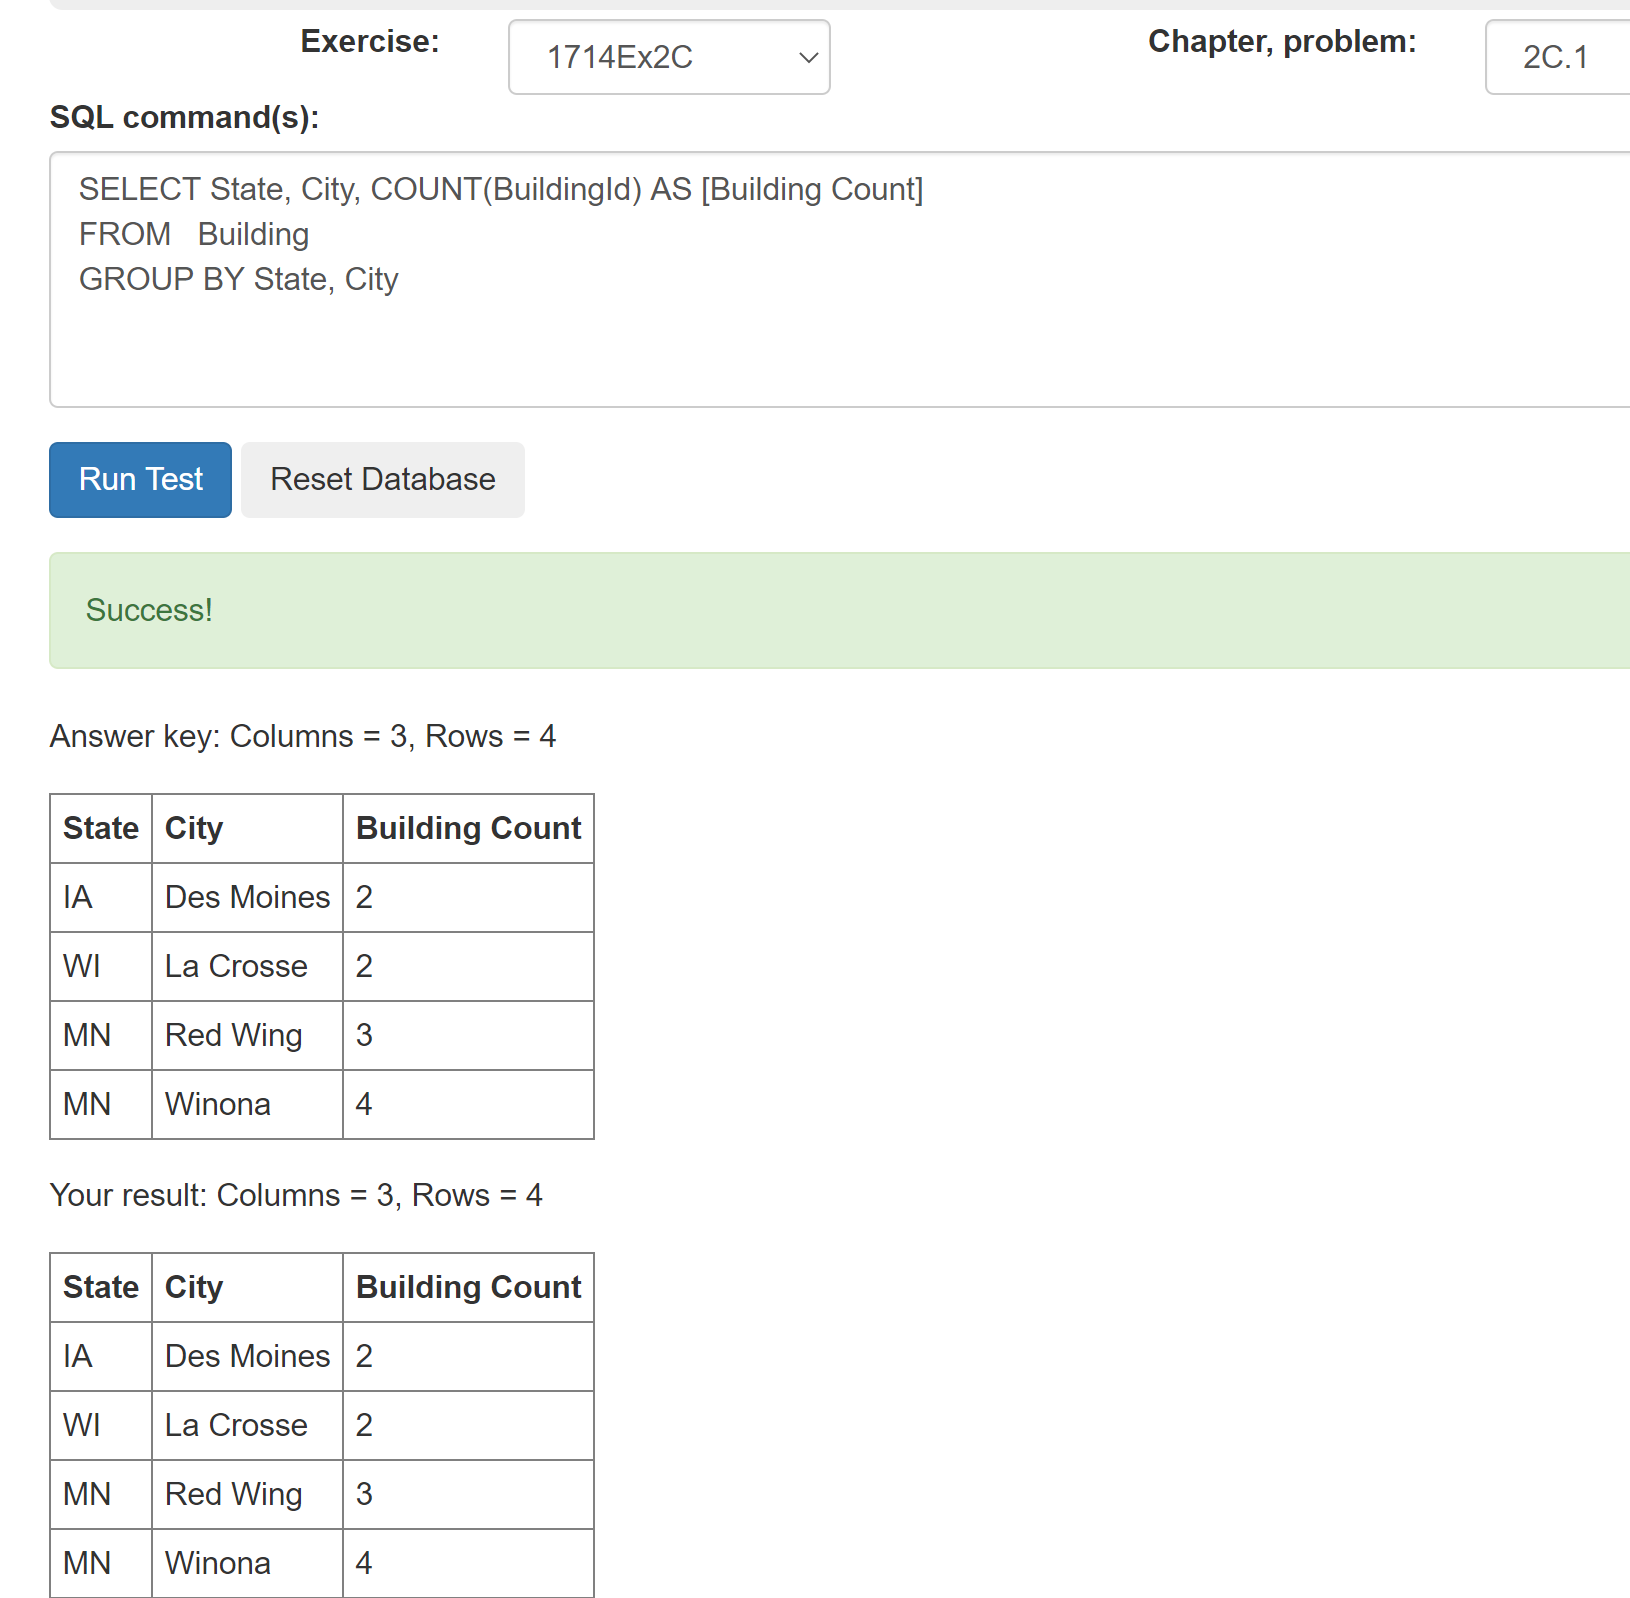 Exercise: 1714Ex2C Chapter, problem: 2C.1
SQL command(s):
SELECT State, City, COUNT(BuildingId) AS [Building Count]
FROM   Building
GROUP BY State, City
Run Test Reset Database
Success!
Answer key: Columns = 3, Rows = 4
State City Building Count
IA Des Moines 2
WI La Crosse 2
MN Red Wing 3
MN Winona 4
Your result: Columns = 3, Rows = 4
State City Building Count
IA Des Moines 2
WI La Crosse 2
MN Red Wing 3
MN Winona 4